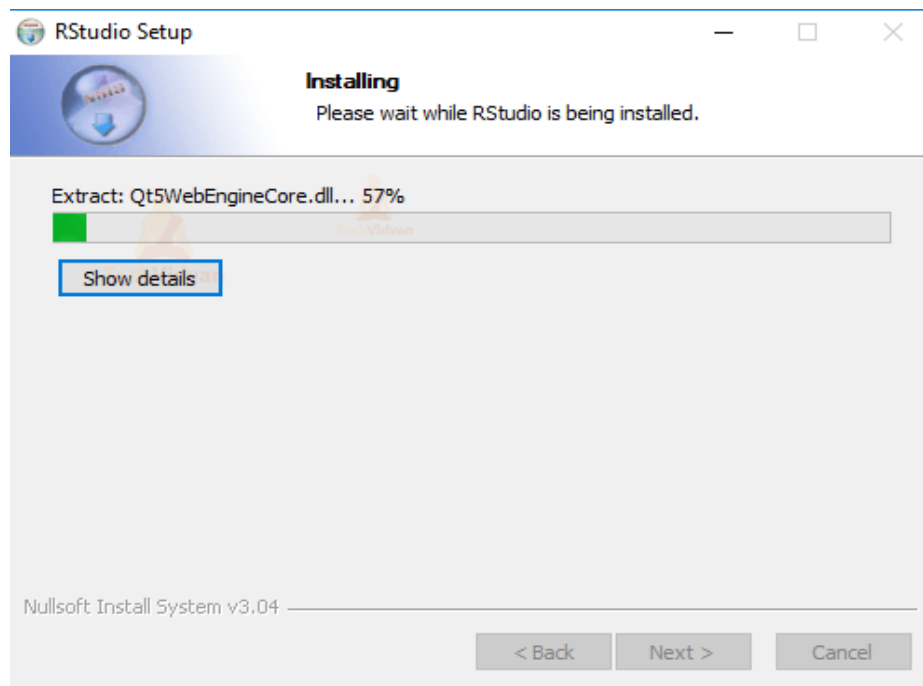 RStudio Setup
Installing
Please wait while RStudio is being installed.
Extract: Qt5WebEngineCore.dll... 57%
TechVidvan
Show details
Nullsoft Install System v3.04
< Back
Next >
Cancel